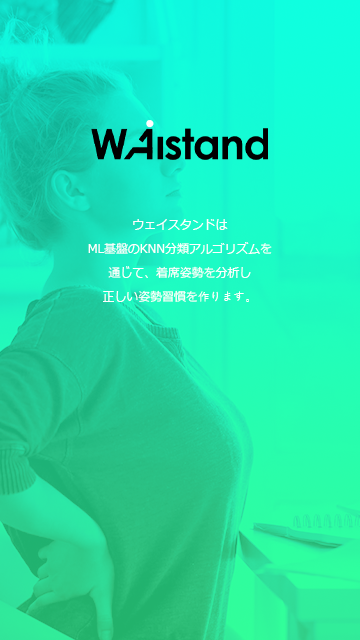 WAistand
ウェイスタンドは
ML基盤のKNN分類アルゴリズムを
通じて、着席姿勢を分析し
正しい姿勢習慣を作ります。